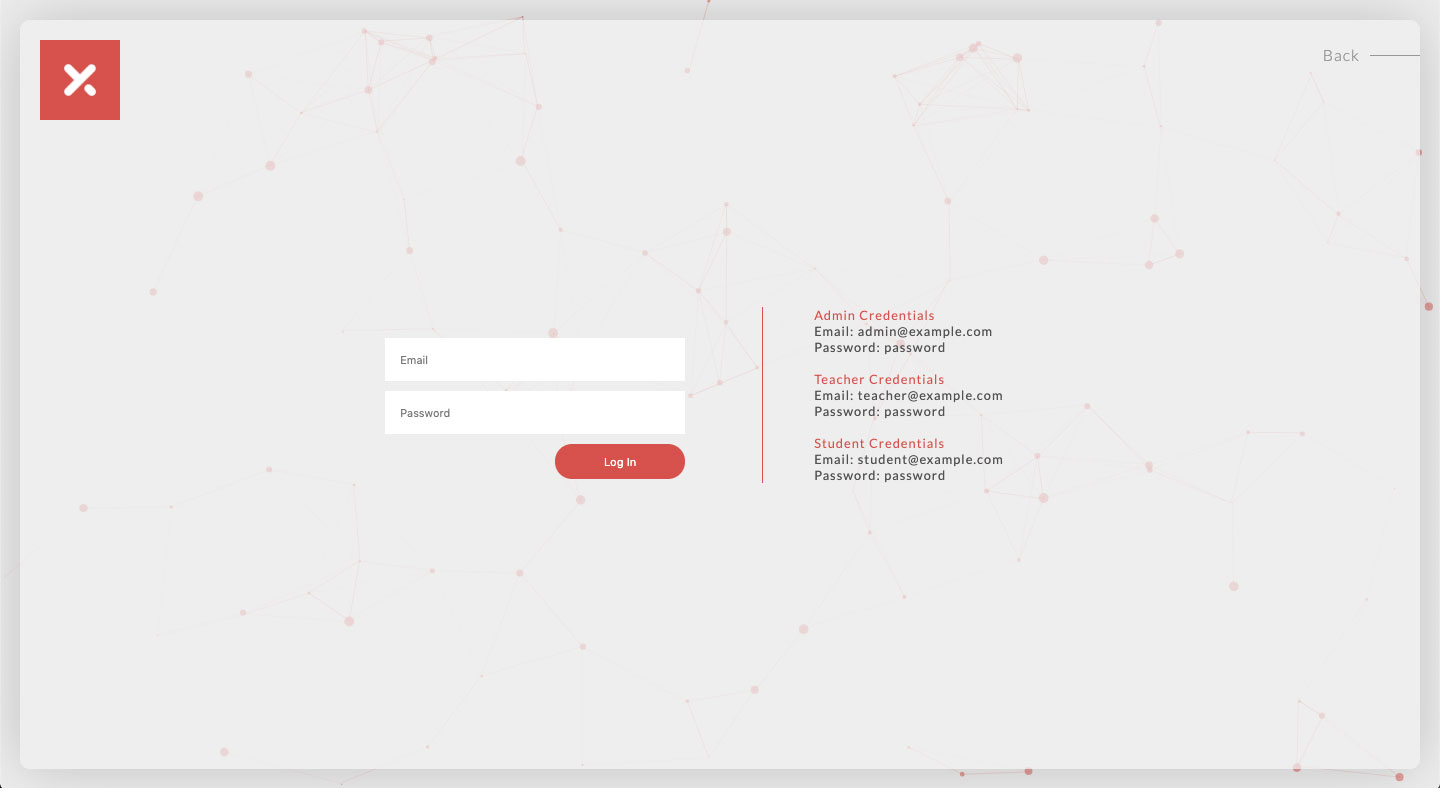 Back
Email
Password
Log In
Admin Credentials
Email: admin@example.com
Password: password
Teacher Credentials
Email: teacher@example.com
Password: password
Student Credentials
Email: student@example.com
Password: password